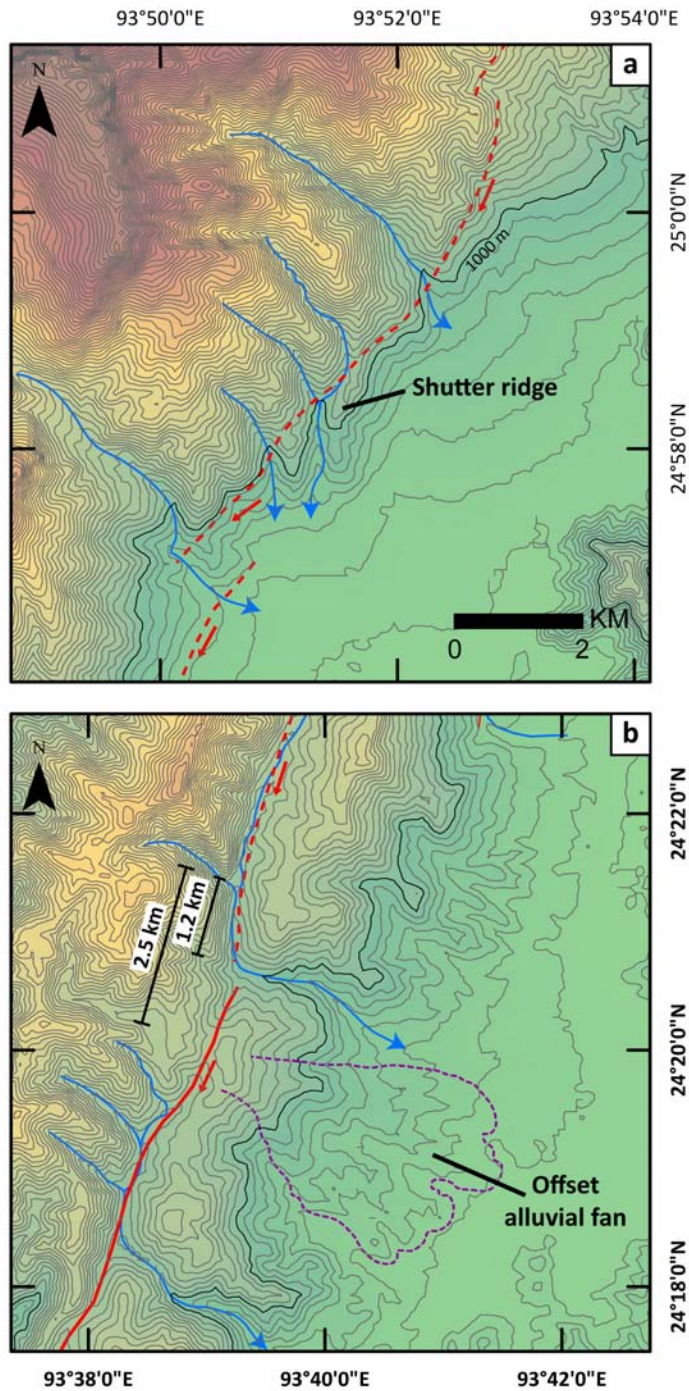 93°50'0"E 93°52'0"E 93°54'0"E
a
N
25°0'0"N
1000 m
Shutter ridge
24°58'0"N
KM
0 2
b
N
24°22'0"N
2.5 km
1.2 km
24°20'0"N
Offset
alluvial fan
24°18'0"N
93°38'0"E 93°40'0"E 93°42'0"E